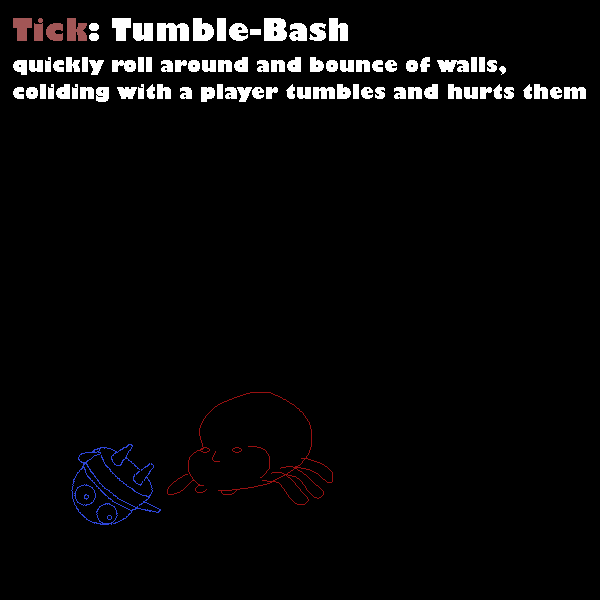 Tick: Tumble-Bash
quickly roll around and bounce of walls,
coliding with a player tumbles and hurts them